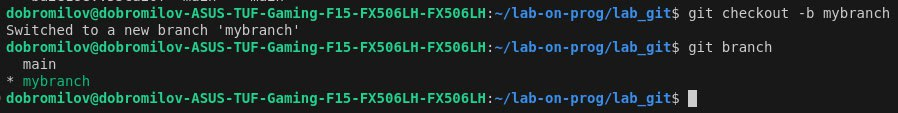 dobromilov@dobromilov-ASUS-TUF-Gaming-F15-FX506LH-FX506LH:~/lab-on-prog/lab_git$ git checkout -b mybranch
Switched to a new branch 'mybranch'
dobromilov@dobromilov-ASUS-TUF-Gaming-F15-FX506LH-FX506LH:~/lab-on-prog/lab_git$ git branch
  main
* mybranch
dobromilov@dobromilov-ASUS-TUF-Gaming-F15-FX506LH-FX506LH:~/lab-on-prog/lab_git$